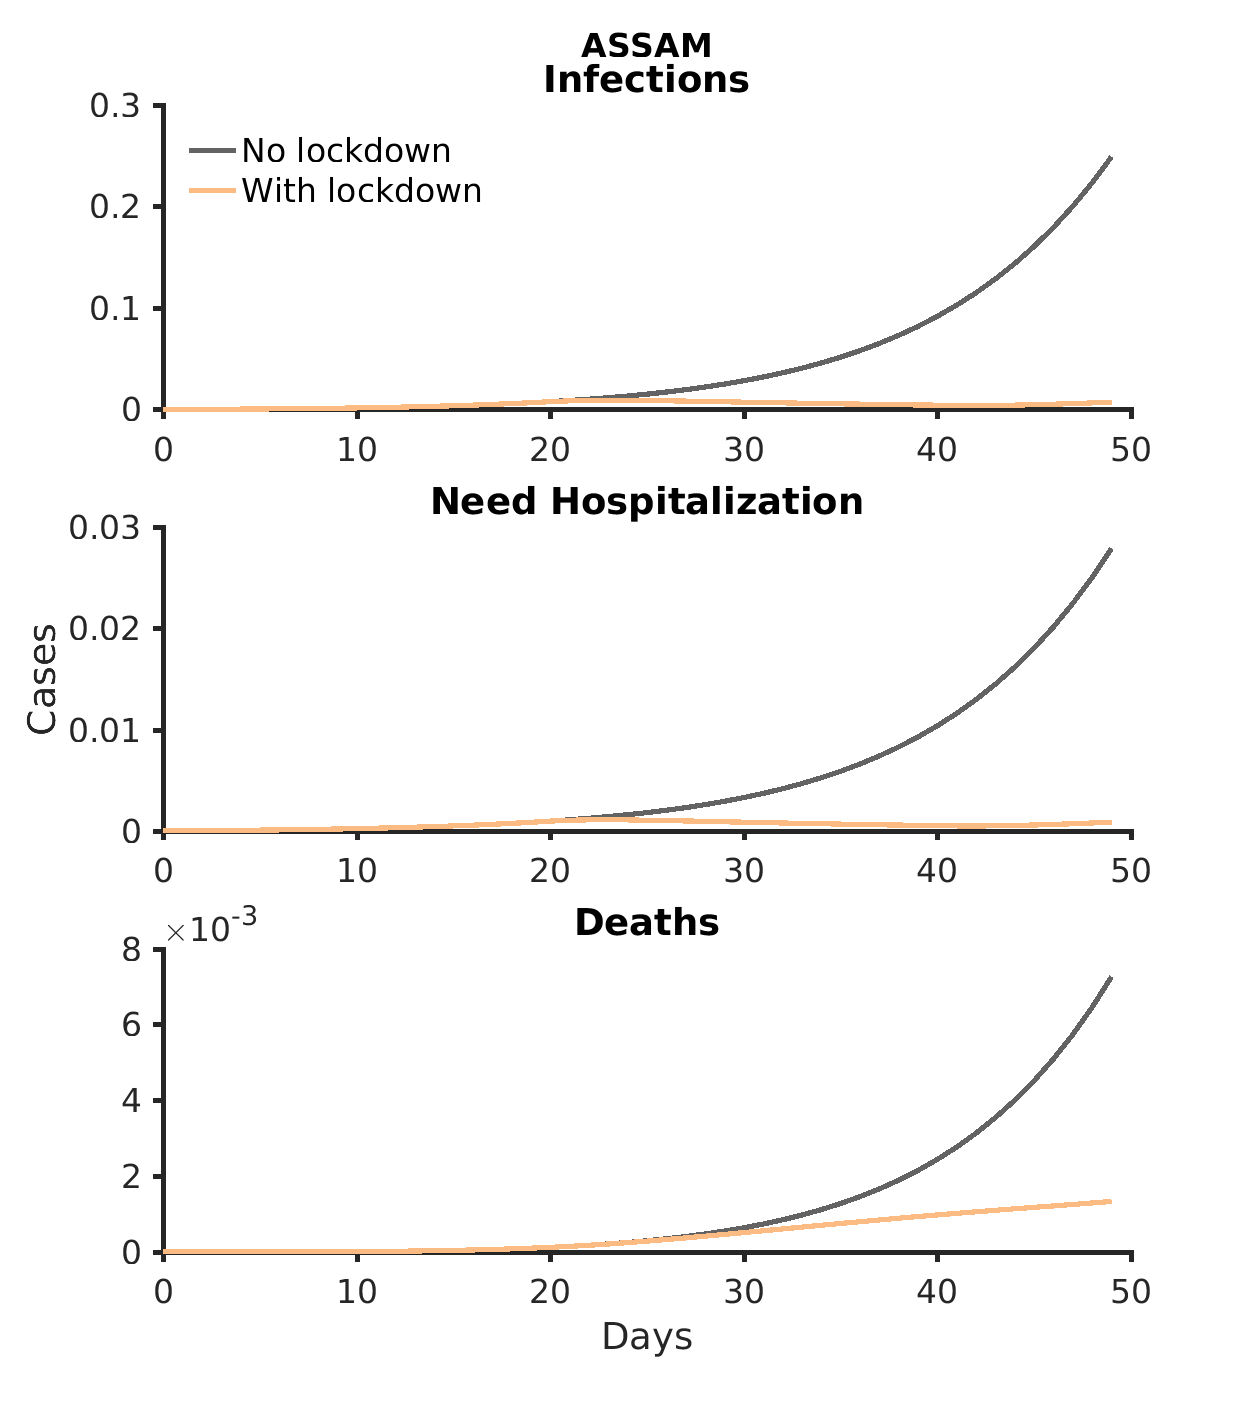 ASSAM
Infections
0.3
No lockdown
With lockdown
0.2
0.1
0
0 10 20 30 40 50
Need Hospitalization
0.03
0.02
Cases
0.01
0
0 10 20 30 40 50
Deaths
×10⁻³
8
6
4
2
0
0 10 20 30 40 50
Days